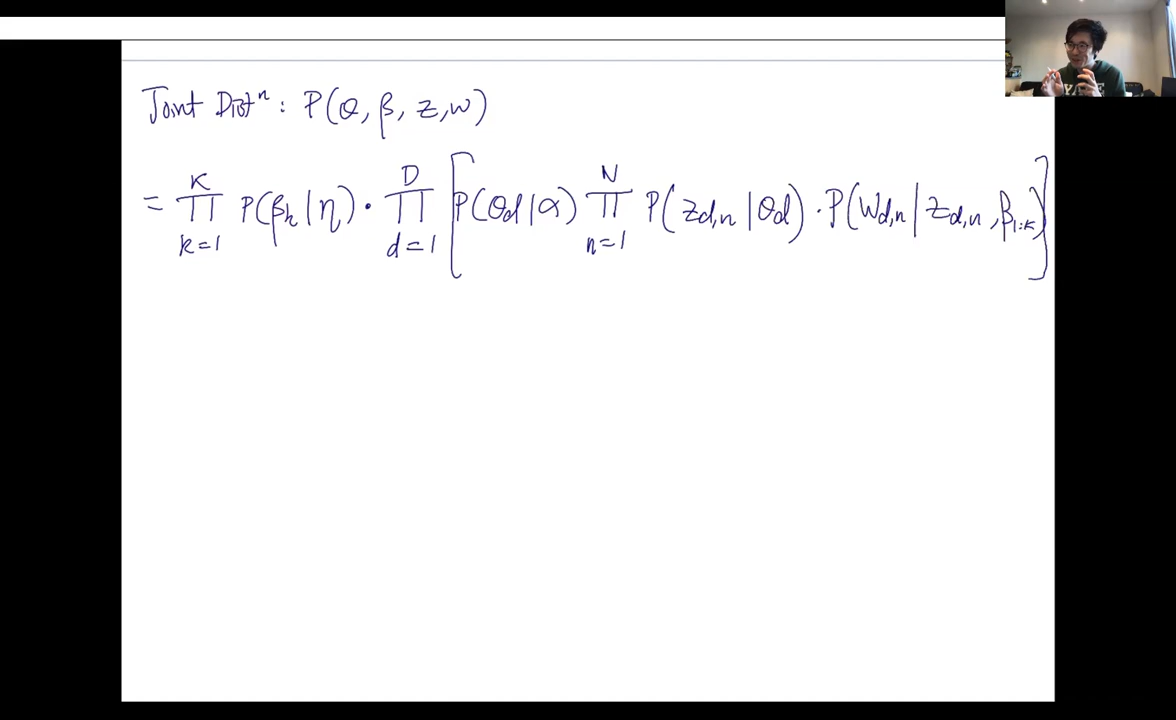 Joint Distⁿ: P(θ, β, z, w)
= ∏_{k=1}^{K} P(β_k | η) · ∏_{d=1}^{D} [ P(θ_d | α) ∏_{n=1}^{N} P(z_{d,n} | θ_d) · P(w_{d,n} | z_{d,n}, β_{1:K}) ]